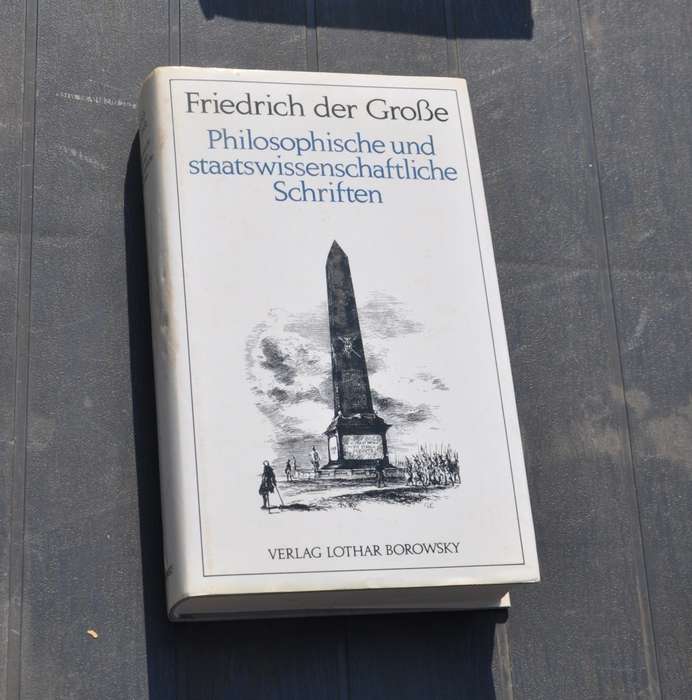 Friedrich der Große
Philosophische und
staatswissenschaftliche
Schriften
VERLAG LOTHAR BOROWSKY